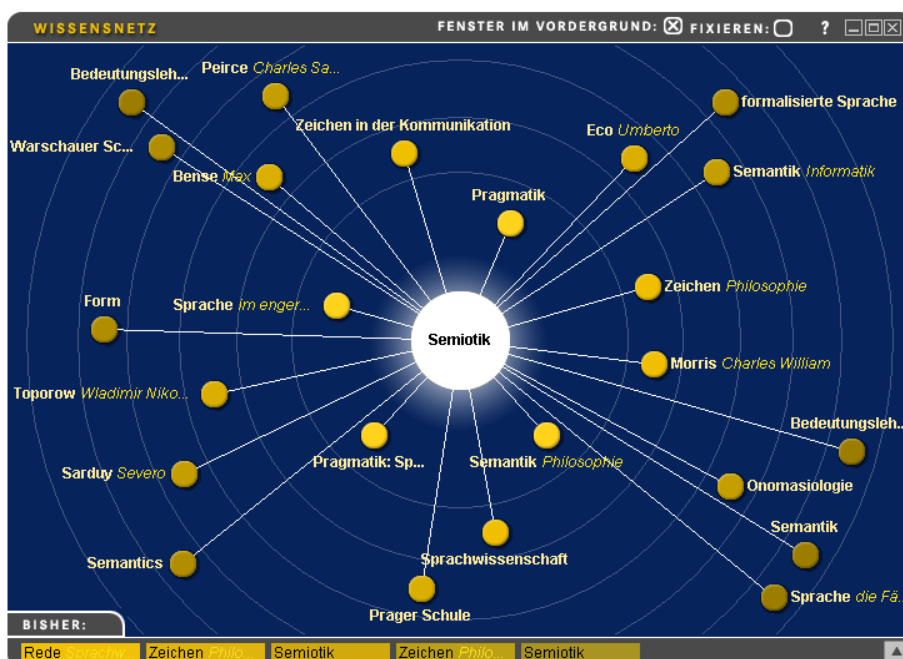 WISSENSNETZ
FENSTER IM VORDERGRUND:
FIXIEREN:
?
Peirce Charles Sa...
Bedeutungsleh...
formalisierte Sprache
Zeichen in der Kommunikation
Eco Umberto
Warschauer Sc...
Bense Max
Semantik Informatik
Pragmatik
Zeichen Philosophie
Form
Sprache im enger...
Semiotik
Morris Charles William
Toporow Wladimir Niko...
Bedeutungsleh...
Pragmatik: Sp...
Semantik Philosophie
Sarduy Severo
Onomasiologie
Semantik
Sprachwissenschaft
Semantics
Sprache die Fä...
Prager Schule
BISHER:
Rede Sprachw...
Zeichen Philo...
Semiotik
Zeichen Philo...
Semiotik